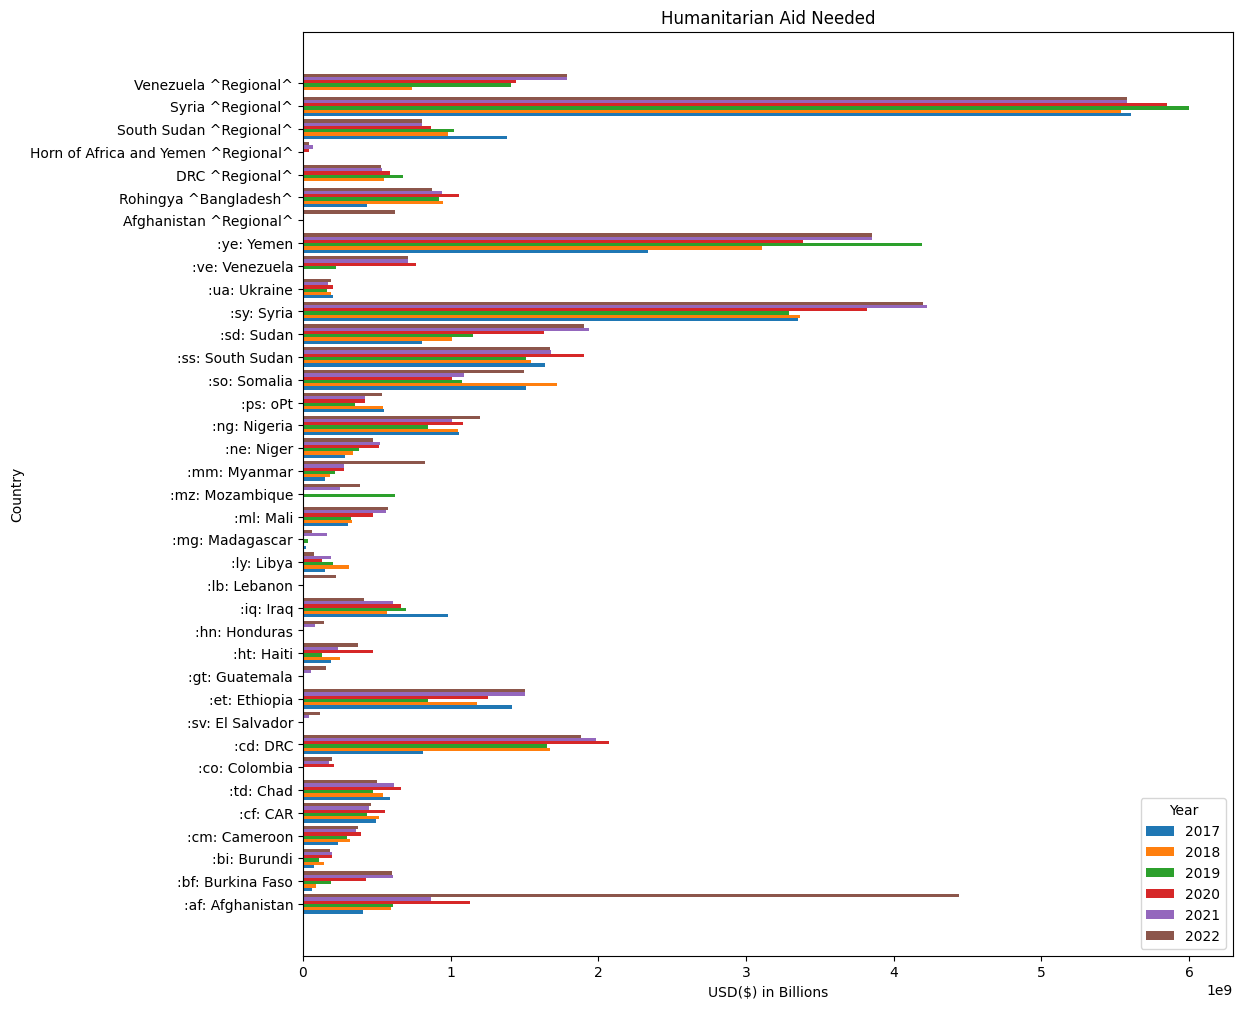 Humanitarian Aid Needed
Country
Venezuela ^Regional^
Syria ^Regional^
South Sudan ^Regional^
Horn of Africa and Yemen ^Regional^
DRC ^Regional^
Rohingya ^Bangladesh^
Afghanistan ^Regional^
:ye: Yemen
:ve: Venezuela
:ua: Ukraine
:sy: Syria
:sd: Sudan
:ss: South Sudan
:so: Somalia
:ps: oPt
:ng: Nigeria
:ne: Niger
:mm: Myanmar
:mz: Mozambique
:ml: Mali
:mg: Madagascar
:ly: Libya
:lb: Lebanon
:iq: Iraq
:hn: Honduras
:ht: Haiti
:gt: Guatemala
:et: Ethiopia
:sv: El Salvador
:cd: DRC
:co: Colombia
:td: Chad
:cf: CAR
:cm: Cameroon
:bi: Burundi
:bf: Burkina Faso
:af: Afghanistan
Year
2017
2018
2019
2020
2021
2022
0 1 2 3 4 5 6
1e9
USD($) in Billions